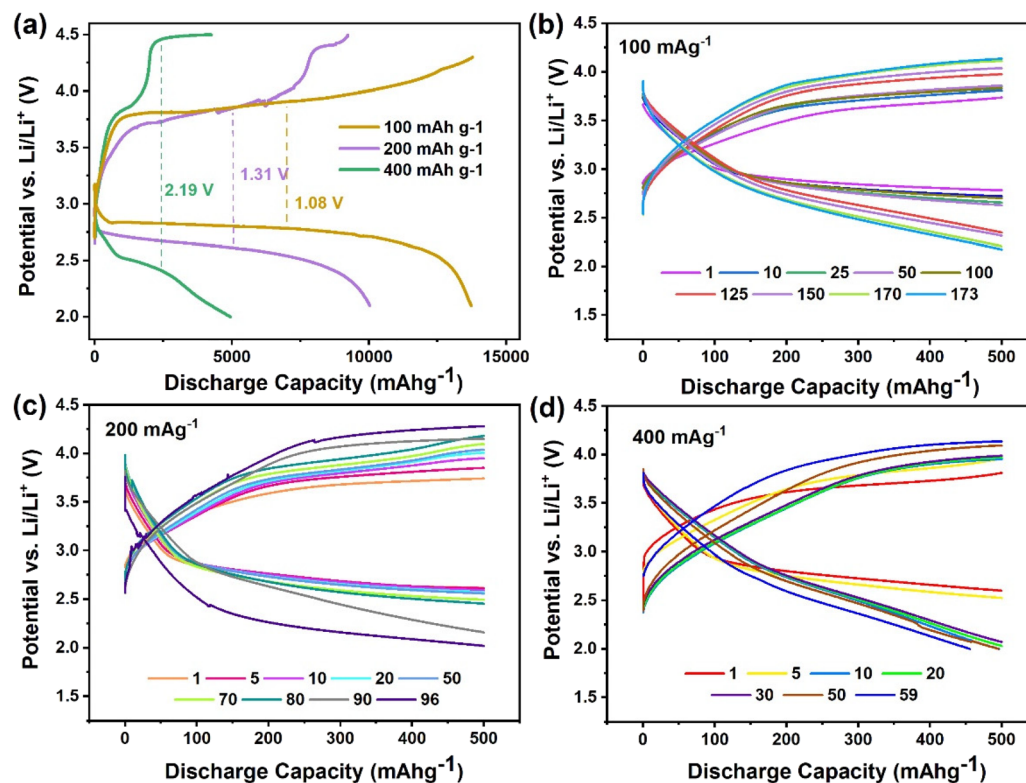 (a)
4.5
4.0
3.5
3.0
2.5
2.0
Potential vs. Li/Li⁺ (V)
100 mAh g-1
200 mAh g-1
400 mAh g-1
2.19 V
1.31 V
1.08 V
0 5000 10000 15000
Discharge Capacity (mAhg⁻¹)
(b)
100 mAg⁻¹
4.5
4.0
3.5
3.0
2.5
2.0
1.5
Potential vs. Li/Li⁺ (V)
1 10 25 50 100
125 150 170 173
0 100 200 300 400 500
Discharge Capacity (mAhg⁻¹)
(c)
200 mAg⁻¹
4.5
4.0
3.5
3.0
2.5
2.0
1.5
Potential vs. Li/Li⁺ (V)
1 5 10 20 50
70 80 90 96
0 100 200 300 400 500
Discharge Capacity (mAhg⁻¹)
(d)
400 mAg⁻¹
4.5
4.0
3.5
3.0
2.5
2.0
1.5
Potential vs. Li/Li⁺ (V)
1 5 10 20
30 50 59
0 100 200 300 400 500
Discharge Capacity (mAhg⁻¹)